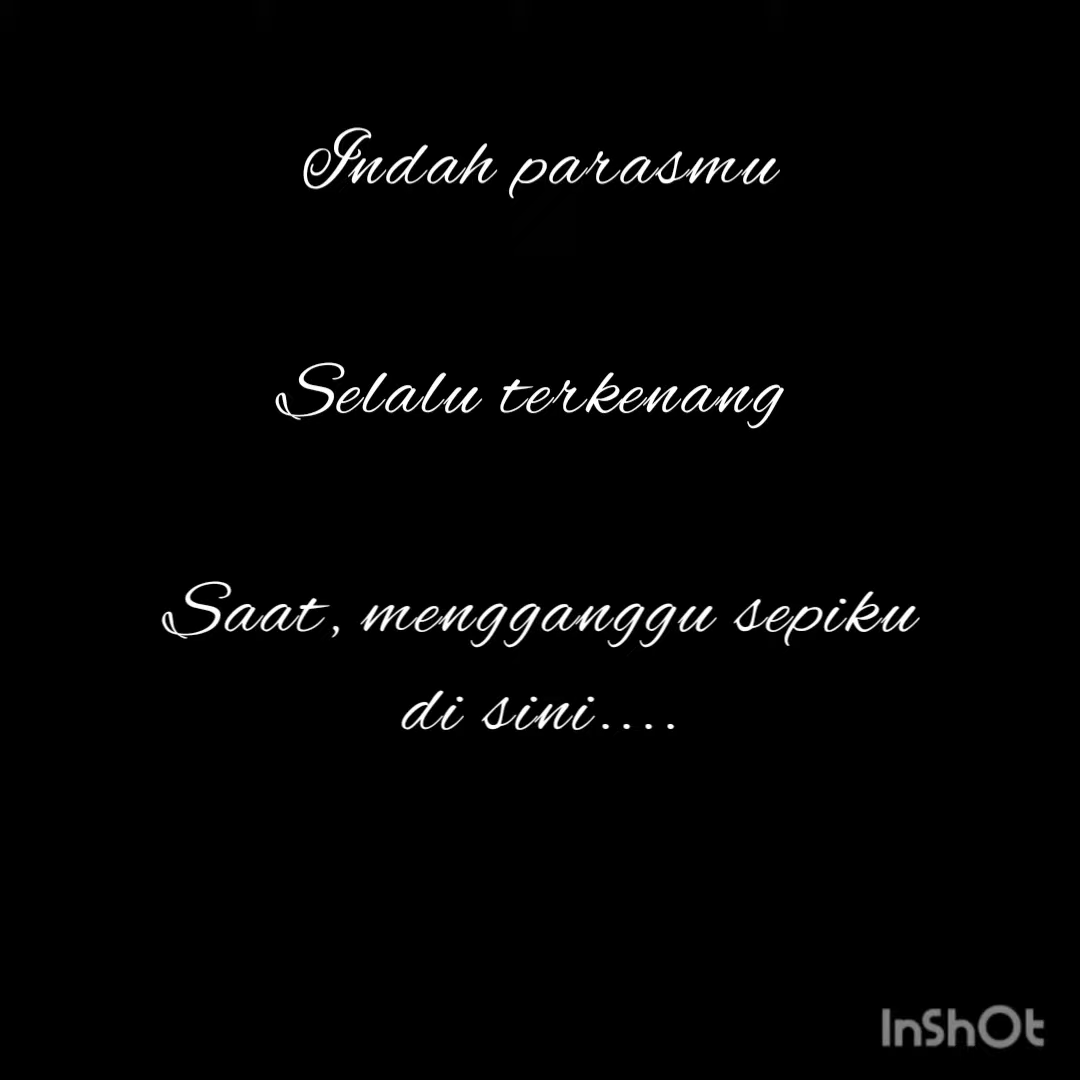 Indah parasmu
Selalu terkenang
Saat, mengganggu sepiku
di sini....
InShOt